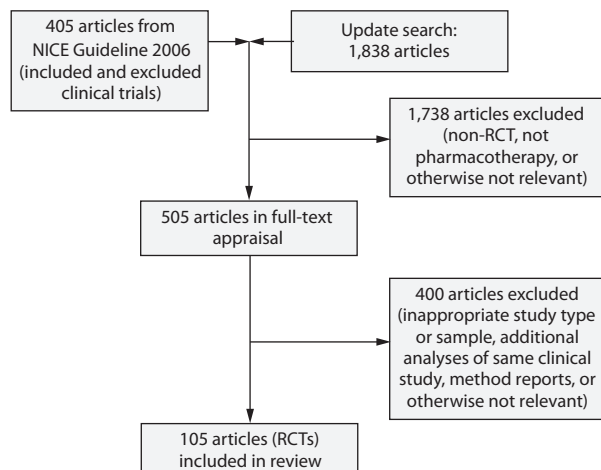 405 articles from
NICE Guideline 2006
(included and excluded
clinical trials)
Update search:
1,838 articles
1,738 articles excluded
(non-RCT, not
pharmacotherapy, or
otherwise not relevant)
505 articles in full-text
appraisal
400 articles excluded
(inappropriate study type
or sample, additional
analyses of same clinical
study, method reports, or
otherwise not relevant)
105 articles (RCTs)
included in review